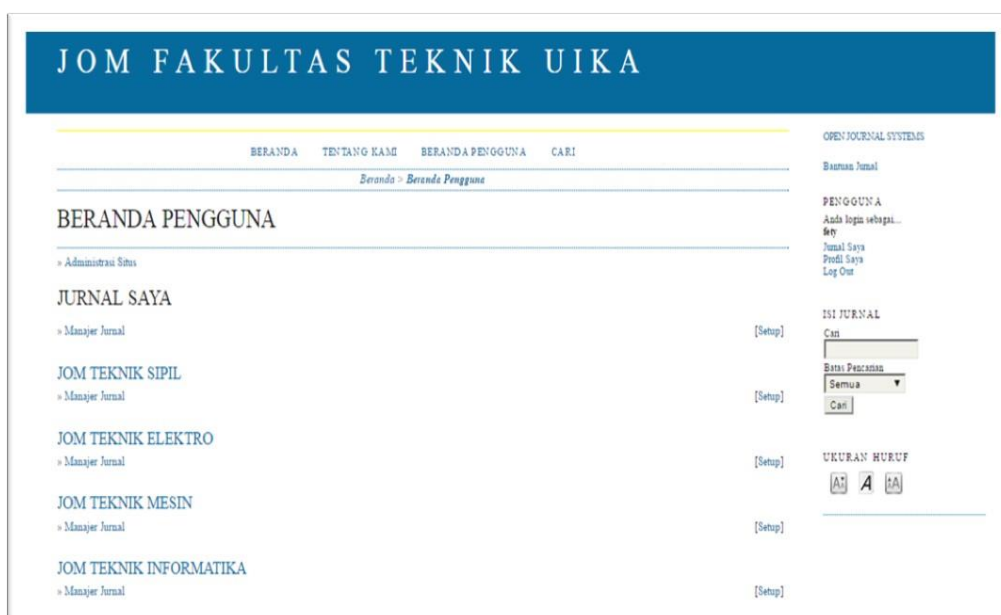 JOM FAKULTAS TEKNIK UIKA
BERANDA TENTANG KAMI BERANDA PENGGUNA CARI
Beranda > Beranda Pengguna
BERANDA PENGGUNA
» Administrasi Situs
JURNAL SAYA
» Manajer Jurnal [Setup]
JOM TEKNIK SIPIL
» Manajer Jurnal [Setup]
JOM TEKNIK ELEKTRO
» Manajer Jurnal [Setup]
JOM TEKNIK MESIN
» Manajer Jurnal [Setup]
JOM TEKNIK INFORMATIKA
» Manajer Jurnal [Setup]
OPEN JOURNAL SYSTEMS
Bantuan Jurnal
PENGGUNA
Anda login sebagai...
fety
Jurnal Saya
Profil Saya
Log Out
ISI JURNAL
Cari
Batas Pencarian
Semua
Cari
UKURAN HURUF
A A A